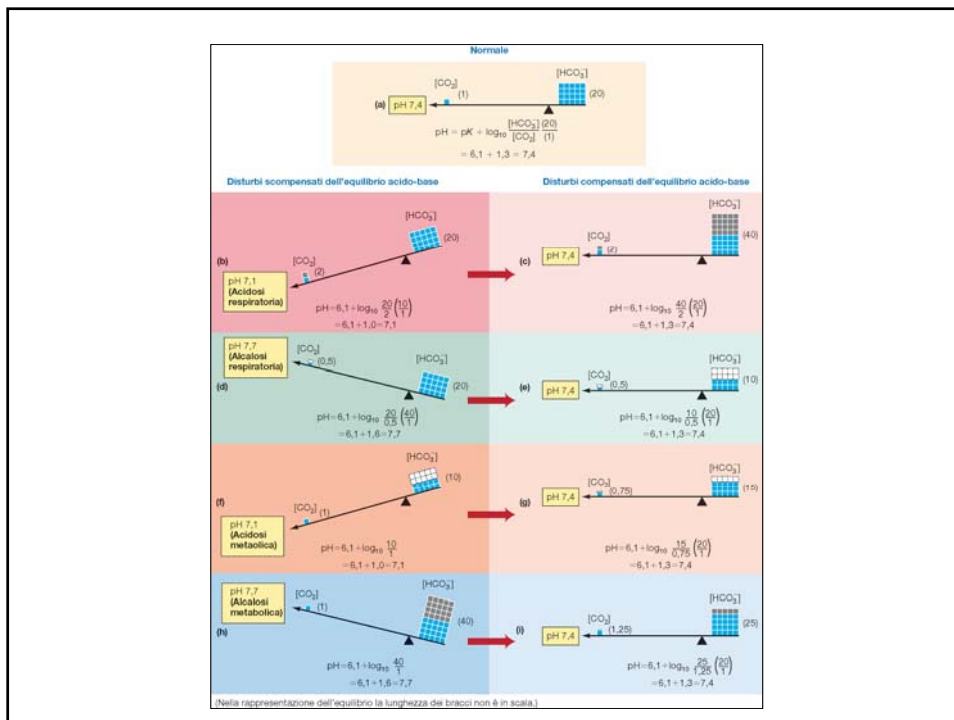 Normale
[HCO₃⁻]
[CO₂]
(1)
(20)
(a) pH 7,4
pH = pK + log₁₀ [HCO₃⁻]/[CO₂] (20)/(1)
= 6,1 + 1,3 = 7,4
Disturbi scompensati dell'equilibrio acido-base
Disturbi compensati dell'equilibrio acido-base
[HCO₃⁻]
(20)
[CO₂]
(2)
(b)
pH 7,1
(Acidosi
respiratoria)
pH=6,1+log₁₀ 20/2 (10/1)
=6,1+1,0=7,1
[HCO₃⁻]
(40)
[CO₂]
(2)
pH 7,4
(c)
pH=6,1+log₁₀ 40/2 (20/1)
=6,1+1,3=7,4
pH 7,7
(Alcalosi
respiratoria)
[CO₂]
(0,5)
[HCO₃⁻]
(20)
(d)
pH=6,1+log₁₀ 20/0,5 (40/1)
=6,1+1,6=7,7
[HCO₃⁻]
[CO₂]
(0,5)
(10)
(e) pH 7,4
pH=6,1+log₁₀ 10/0,5 (20/1)
=6,1+1,3=7,4
[HCO₃⁻]
(10)
[CO₂]
(1)
(f)
pH 7,1
(Acidosi
metaolica)
pH=6,1+log₁₀ 10/1
=6,1+1,0=7,1
[HCO₃⁻]
[CO₂]
(0,75)
(15)
pH 7,4
(g)
pH=6,1+log₁₀ 15/0,75 (20/1)
=6,1+1,3=7,4
pH 7,7
(Alcalosi
metabolica)
[CO₂]
(1)
[HCO₃⁻]
(40)
(h)
pH=6,1+log₁₀ 40/1
=6,1+1,6=7,7
[HCO₃⁻]
[CO₂]
(1,25)
(25)
(i) pH 7,4
pH=6,1+log₁₀ 25/1,25 (20/1)
=6,1+1,3=7,4
(Nella rappresentazione dell'equilibrio la lunghezza dei bracci non è in scala.)